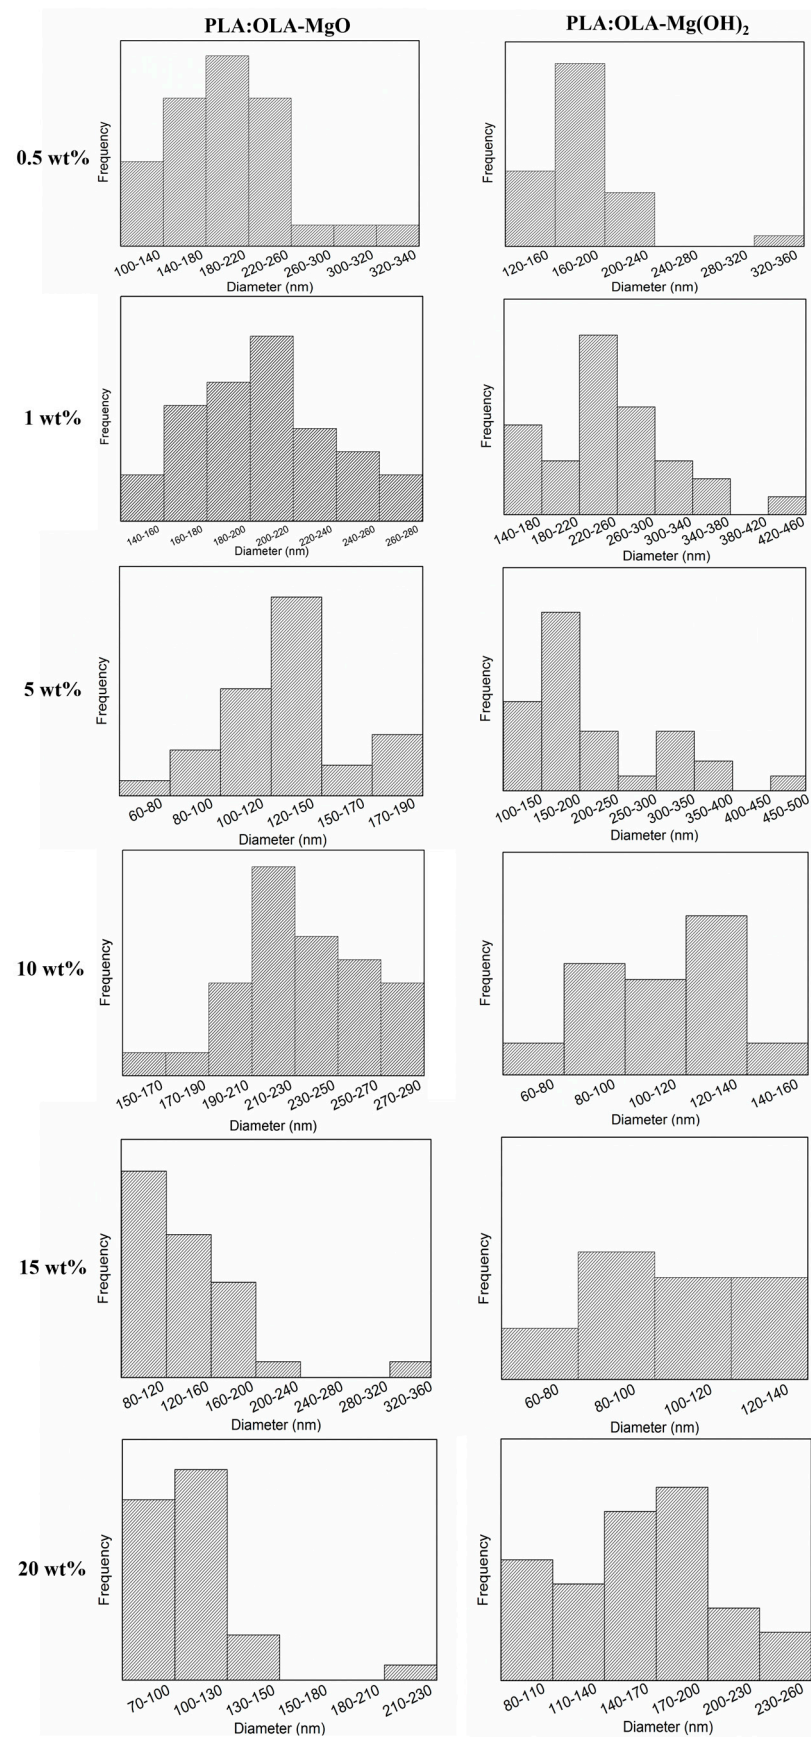 PLA:OLA-MgO
PLA:OLA-Mg(OH)₂
0.5 wt%
Frequency
100-140 140-180 180-220 220-260 260-300 300-320 320-340
Diameter (nm)
Frequency
120-160 160-200 200-240 240-280 280-320 320-360
Diameter (nm)
1 wt%
Frequency
140-160 160-180 180-200 200-220 220-240 240-260 260-280
Diameter (nm)
Frequency
140-180 180-220 220-260 260-300 300-340 340-380 380-420 420-460
Diameter (nm)
5 wt%
Frequency
60-80 80-100 100-120 120-150 150-170 170-190
Diameter (nm)
Frequency
100-150 150-200 200-250 250-300 300-350 350-400 400-450 450-500
Diameter (nm)
10 wt%
Frequency
150-170 170-190 190-210 210-230 230-250 250-270 270-290
Diameter (nm)
Frequency
60-80 80-100 100-120 120-140 140-160
Diameter (nm)
15 wt%
Frequency
80-120 120-160 160-200 200-240 240-280 280-320 320-360
Diameter (nm)
Frequency
60-80 80-100 100-120 120-140
Diameter (nm)
20 wt%
Frequency
70-100 100-130 130-150 150-180 180-210 210-230
Diameter (nm)
Frequency
80-110 110-140 140-170 170-200 200-230 230-260
Diameter (nm)